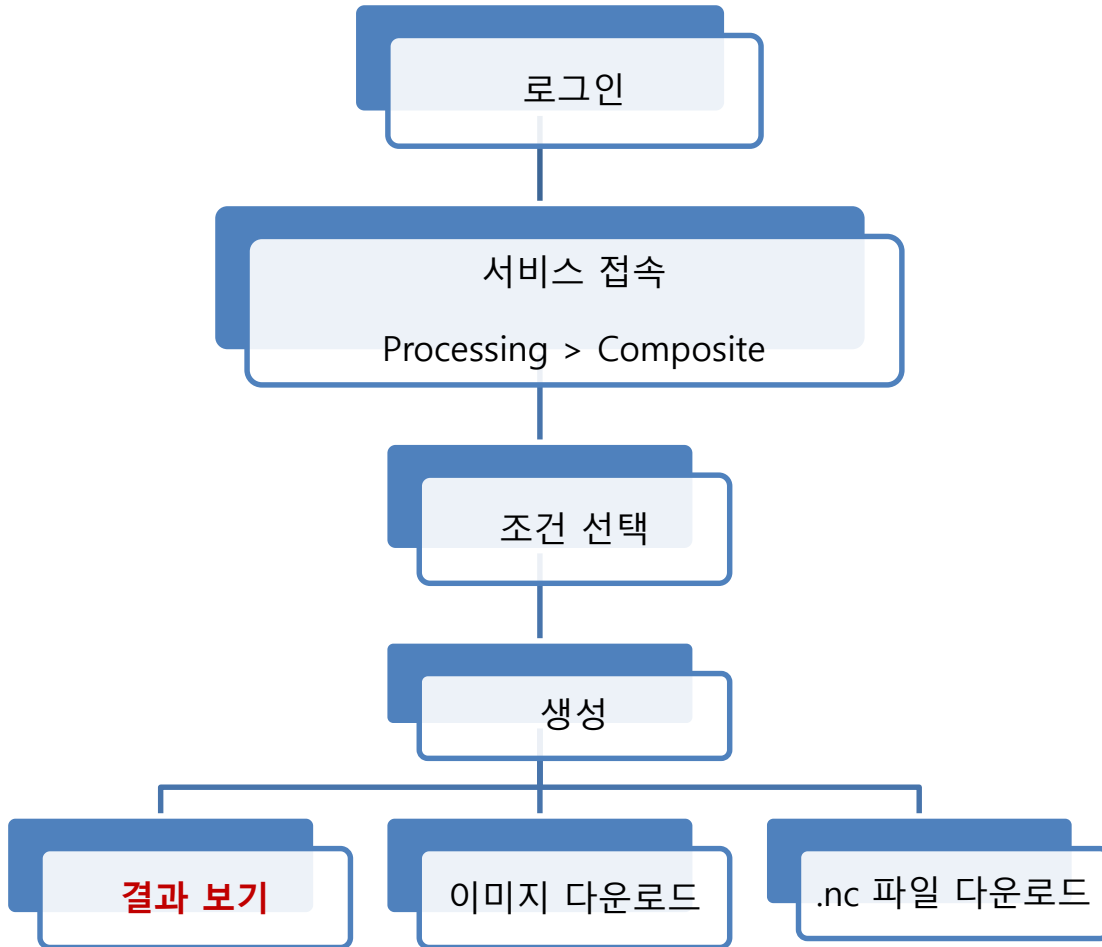 로그인
서비스 접속
Processing > Composite
조건 선택
생성
결과 보기
이미지 다운로드
.nc 파일 다운로드